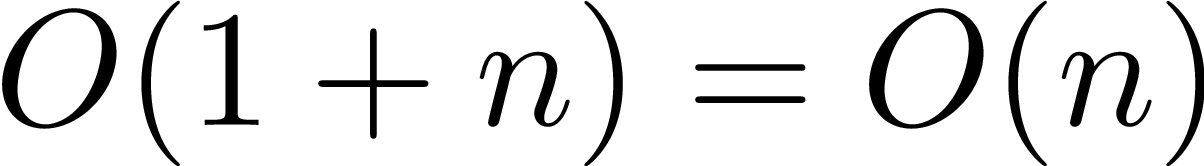 O(1 + n) = O(n)